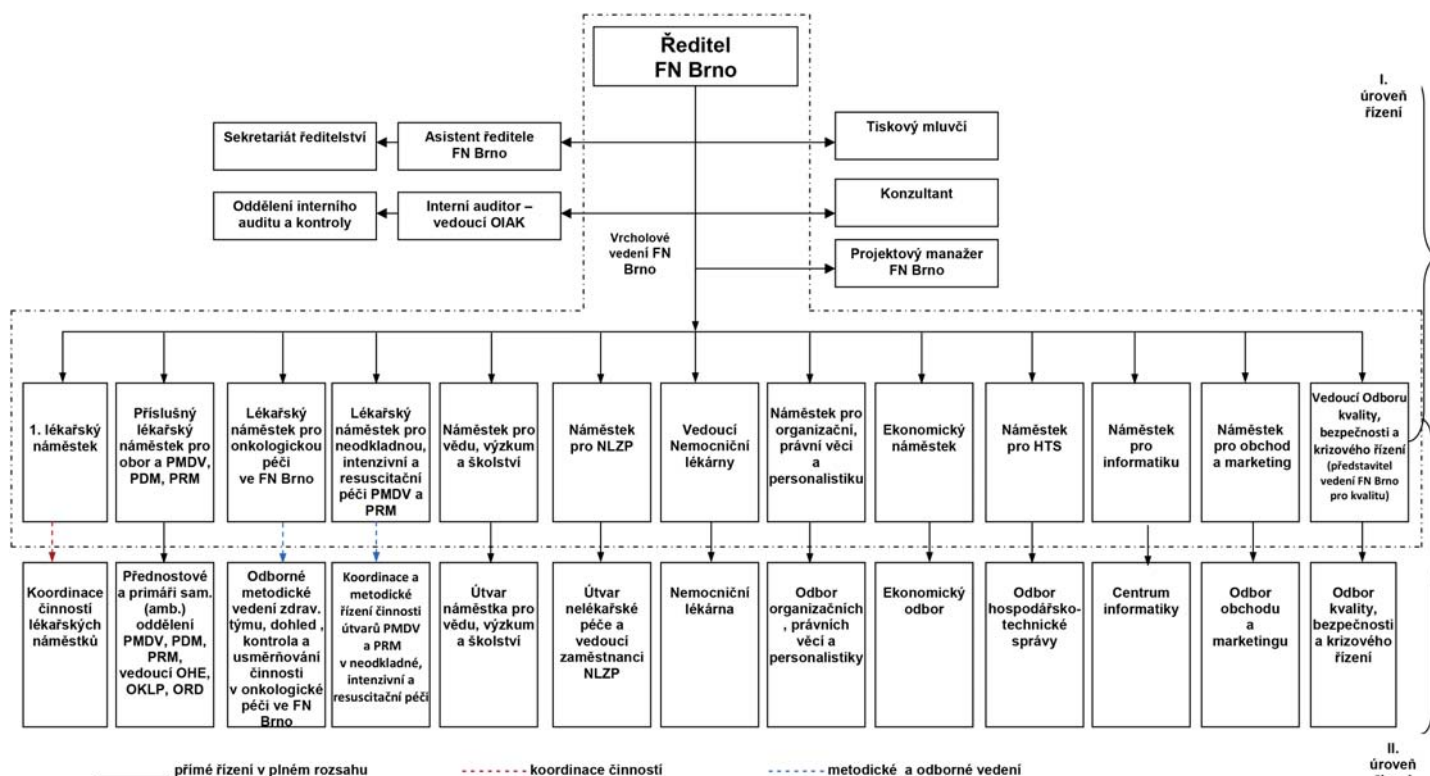 Ředitel
FN Brno
I.
úroveň
řízení
Sekretariát ředitelství
Asistent ředitele
FN Brno
Tiskový mluvčí
Oddělení interního
auditu a kontroly
Interní auditor –
vedoucí OIAK
Konzultant
Vrcholové
vedení FN
Brno
Projektový manažer
FN Brno
1. lékařský
náměstek
Příslušný
lékařský
náměstek pro
obor a PMDV,
PDM, PRM
Lékařský
náměstek pro
onkologickou
péči
ve FN Brno
Lékařský
náměstek pro
neodkladnou,
intenzivní a
resuscitační
péči PMDV a
PRM
Náměstek pro
vědu, výzkum
a školství
Náměstek
pro NLZP
Vedoucí
Nemocniční
lékárny
Náměstek pro
organizační,
právní věci
a
personalistiku
Ekonomický
náměstek
Náměstek
pro HTS
Náměstek
pro
informatiku
Náměstek
pro obchod
a marketing
Vedoucí Odboru
kvality,
bezpečnosti a
krizového řízení
(představitel
vedení FN Brno
pro kvalitu)
Koordinace
činností
lékařských
náměstků
Přednostové
a primáři sam.
(amb.)
oddělení
PMDV, PDM,
PRM,
vedoucí OHE,
OKLP, ORD
Odborné
metodické
vedení zdrav.
týmu, dohled ,
kontrola a
usměrňování
činnosti
v onkologické
péči ve FN
Brno
Koordinace a
metodické
řízení činnosti
útvarů PMDV
a PRM
v neodkladné,
intenzivní a
resuscitační péči
Útvar
náměstka pro
vědu, výzkum
a školství
Útvar
nelékařské
péče a
vedoucí
zaměstnanci
NLZP
Nemocniční
lékárna
Odbor
organizačních
, právních
věcí a
personalistiky
Ekonomický
odbor
Odbor
hospodářsko-
technické
správy
Centrum
informatiky
Odbor
obchodu
a
marketingu
Odbor
kvality,
bezpečnosti
a krizového
řízení
přímé řízení v plném rozsahu
koordinace činností
metodické a odborné vedení
II.
úroveň